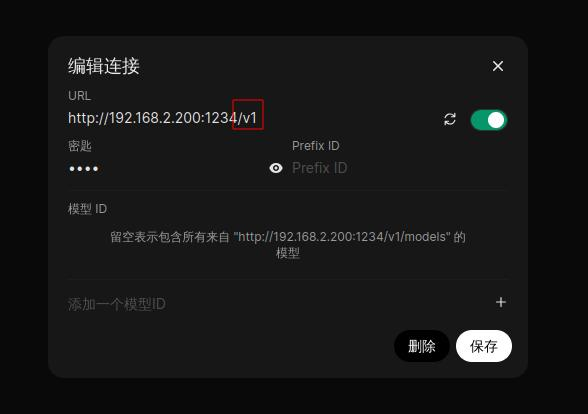 编辑连接
URL
http://192.168.2.200:1234/v1
密匙
Prefix ID
••••
Prefix ID
模型 ID
留空表示包含所有来自 "http://192.168.2.200:1234/v1/models" 的
模型
添加一个模型ID
删除
保存